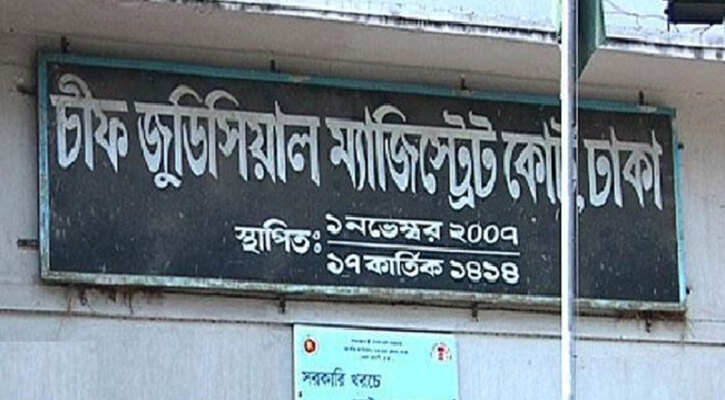 চীফ জুডিসিয়াল ম্যাজিস্ট্রেট কোর্ট, ঢাকা
স্থাপিত: ১ নভেম্বর ২০০৭
১৭ কার্তিক ১৪১৪
সরকারি খরচে